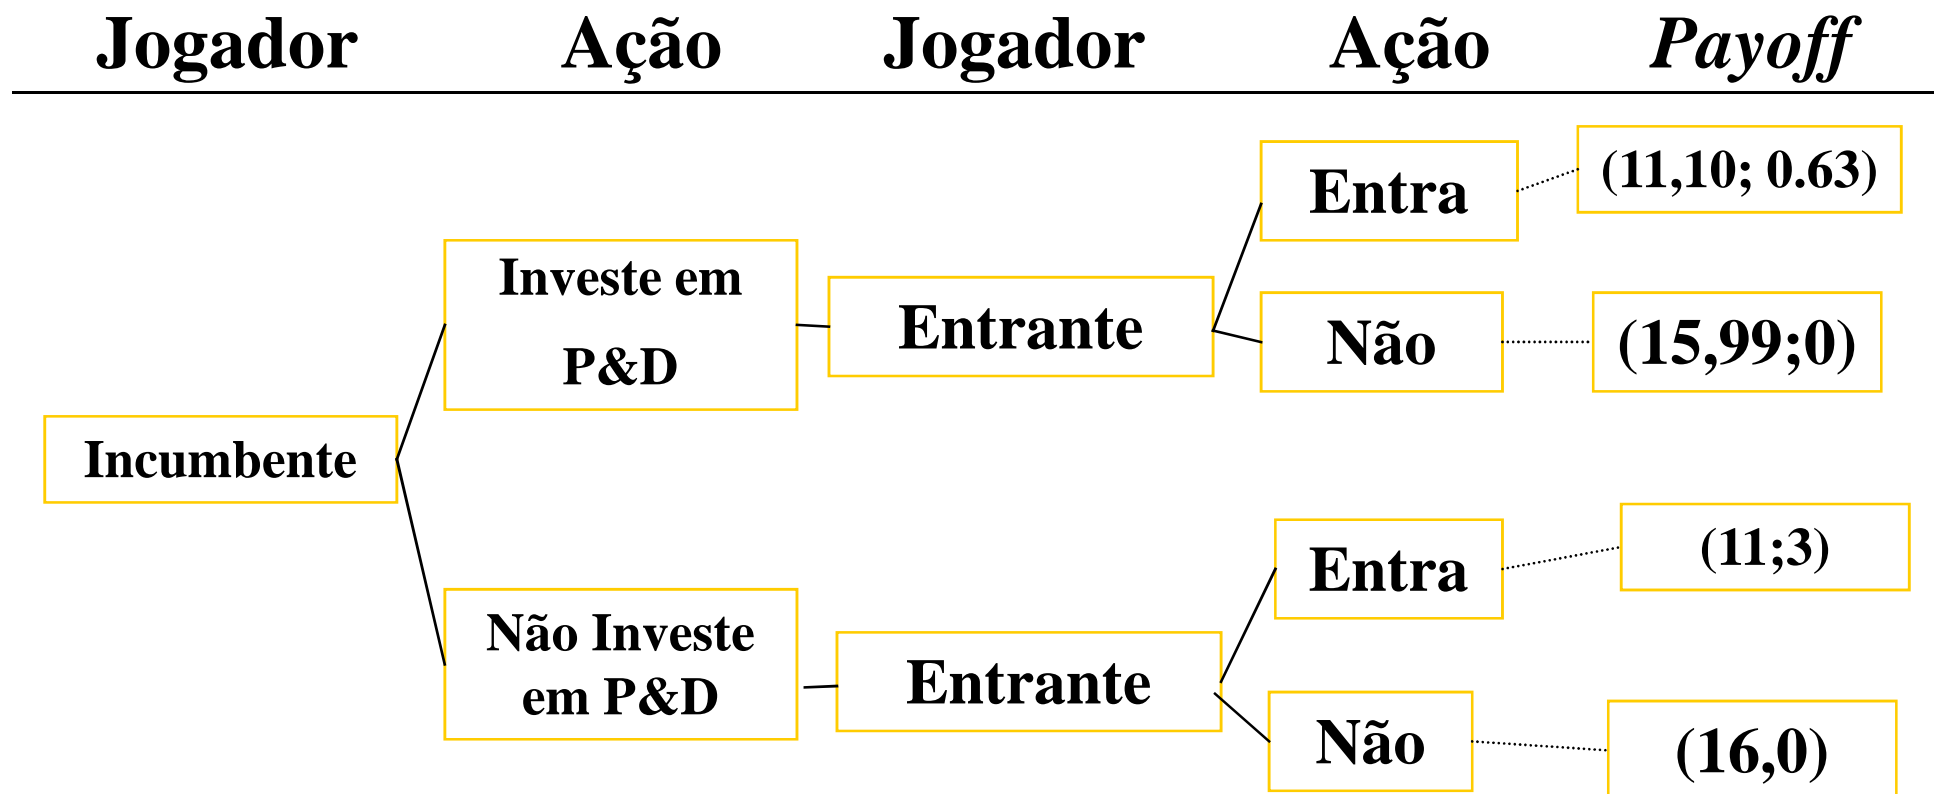 Jogador Ação Jogador Ação Payoff
Entra (11,10; 0.63)
Investe em
P&D
Entrante
Não (15,99;0)
Incumbente
Entra (11;3)
Não Investe
em P&D
Entrante
Não (16,0)